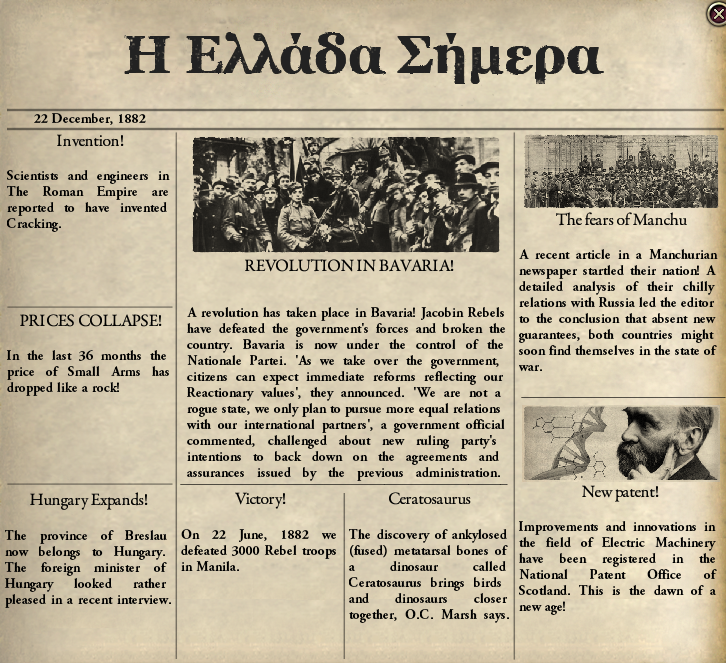 Η Ελλάδα Σήμερα
22 December, 1882
Invention!
Scientists and engineers in
The Roman Empire are
reported to have invented
Cracking.
PRICES COLLAPSE!
In the last 36 months the
price of Small Arms has
dropped like a rock!
Hungary Expands!
The province of Breslau
now belongs to Hungary.
The foreign minister of
Hungary looked rather
pleased in a recent interview.
REVOLUTION IN BAVARIA!
A revolution has taken place in Bavaria! Jacobin Rebels
have defeated the government's forces and broken the
country. Bavaria is now under the control of the
Nationale Partei. 'As we take over the government,
citizens can expect immediate reforms reflecting our
Reactionary values', they announced. 'We are not a
rogue state, we only plan to pursue more equal relations
with our international partners', a government official
commented, challenged about new ruling party's
intentions to back down on the agreements and
assurances issued by the previous administration.
Victory!
On 22 June, 1882 we
defeated 3000 Rebel troops
in Manila.
Ceratosaurus
The discovery of ankylosed
(fused) metatarsal bones of
a dinosaur called
Ceratosaurus brings birds
and dinosaurs closer
together, O.C. Marsh says.
The fears of Manchu
A recent article in a Manchurian
newspaper startled their nation! A
detailed analysis of their chilly
relations with Russia led the editor
to the conclusion that absent new
guarantees, both countries might
soon find themselves in the state of
war.
New patent!
Improvements and innovations in
the field of Electric Machinery
have been registered in the
National Patent Office of
Scotland. This is the dawn of a
new age!